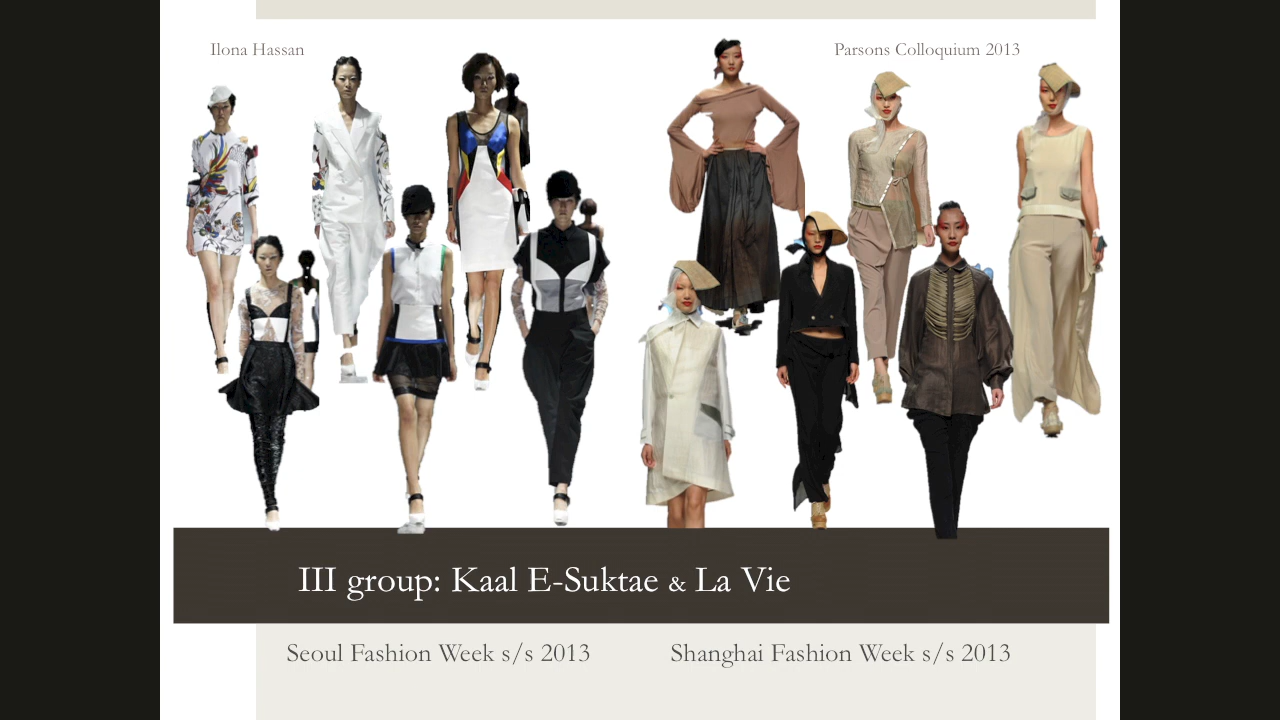 Ilona Hassan
Parsons Colloquium 2013
III group: Kaal E-Suktae & La Vie
Seoul Fashion Week s/s 2013
Shanghai Fashion Week s/s 2013